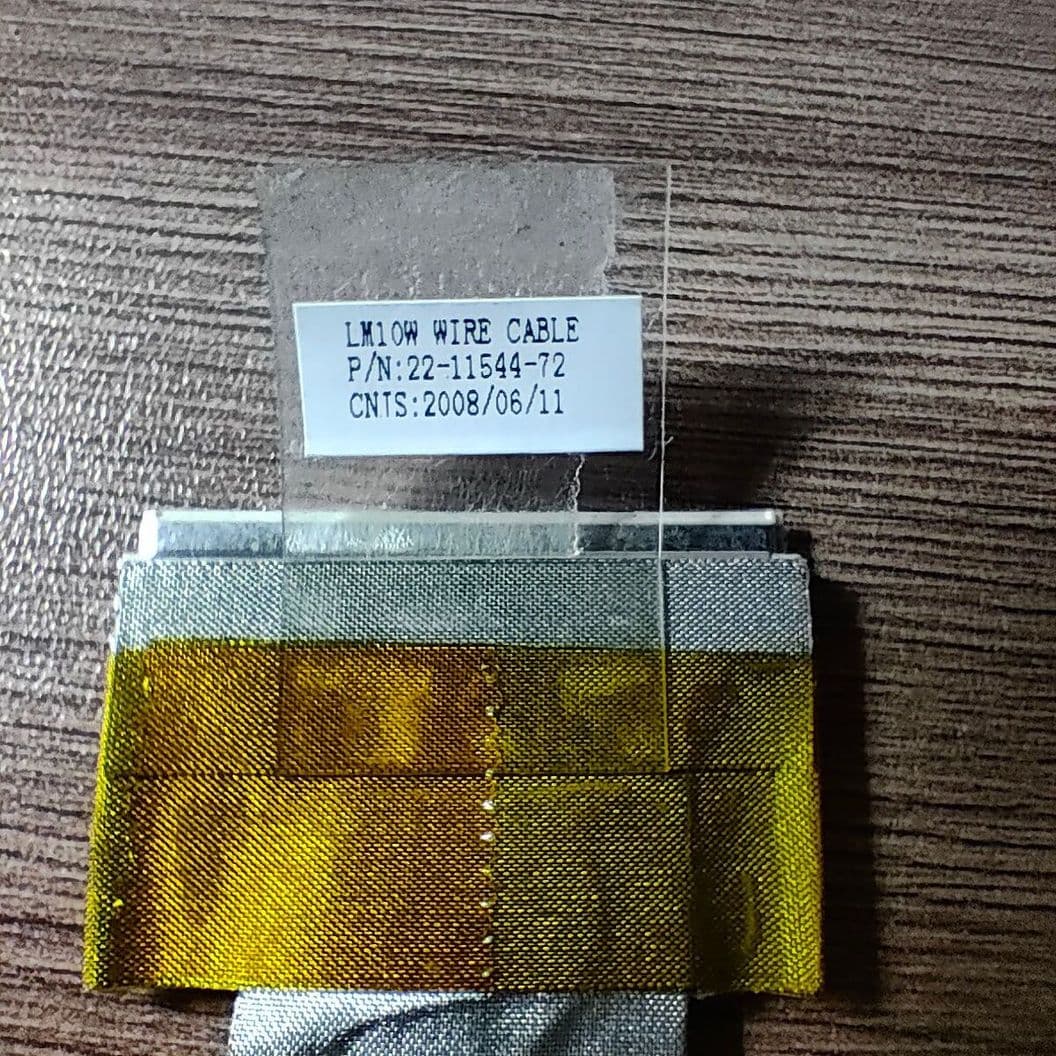 LM10W WIRE CABLE
P/N:22-11544-72
CNTS:2008/06/11